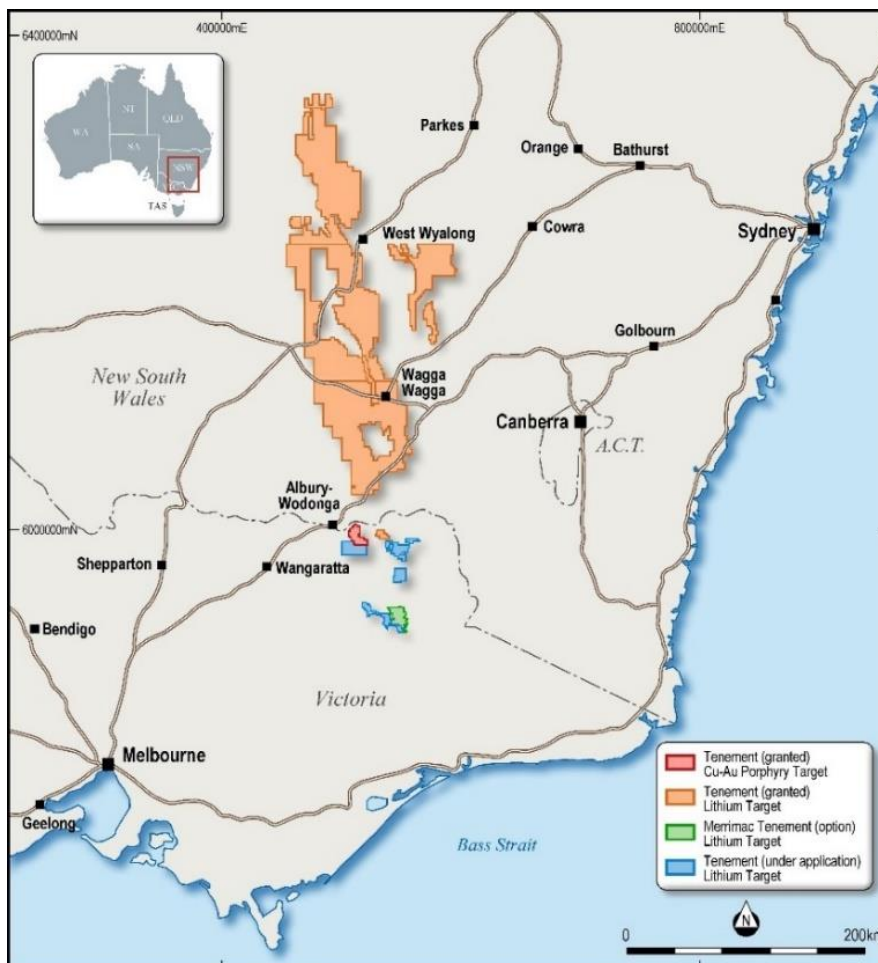 400000mE
800000mE
6400000mN
WA
NT
QLD
SA
NSW
TAS
Parkes
Orange
Bathurst
West Wyalong
Cowra
Sydney
Golbourn
New South
Wales
Wagga
Wagga
Canberra
A.C.T.
Albury-
Wodonga
6000000mN
Shepparton
Wangaratta
Bendigo
Victoria
Melbourne
Geelong
Bass Strait
Tenement (granted)
Cu-Au Porphyry Target
Tenement (granted)
Lithium Target
Merrimac Tenement (option)
Lithium Target
Tenement (under application)
Lithium Target
N
0
200km